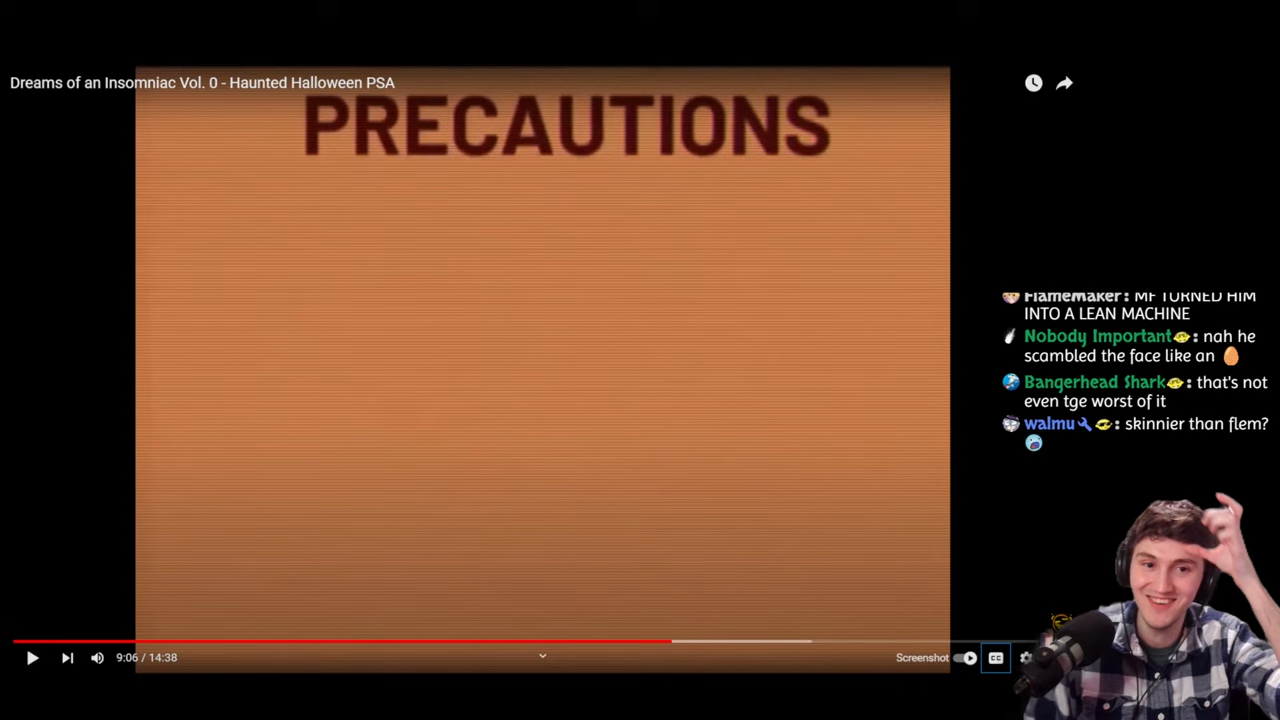 Dreams of an Insomniac Vol. 0 - Haunted Halloween PSA
PRECAUTIONS
FlameMaker: MF TURNED HIM
INTO A LEAN MACHINE
Nobody Important: nah he
scambled the face like an
Bangerhead Shark: that's not
even tge worst of it
walmu: skinnier than flem?
9:06 / 14:38
Screenshot
CC